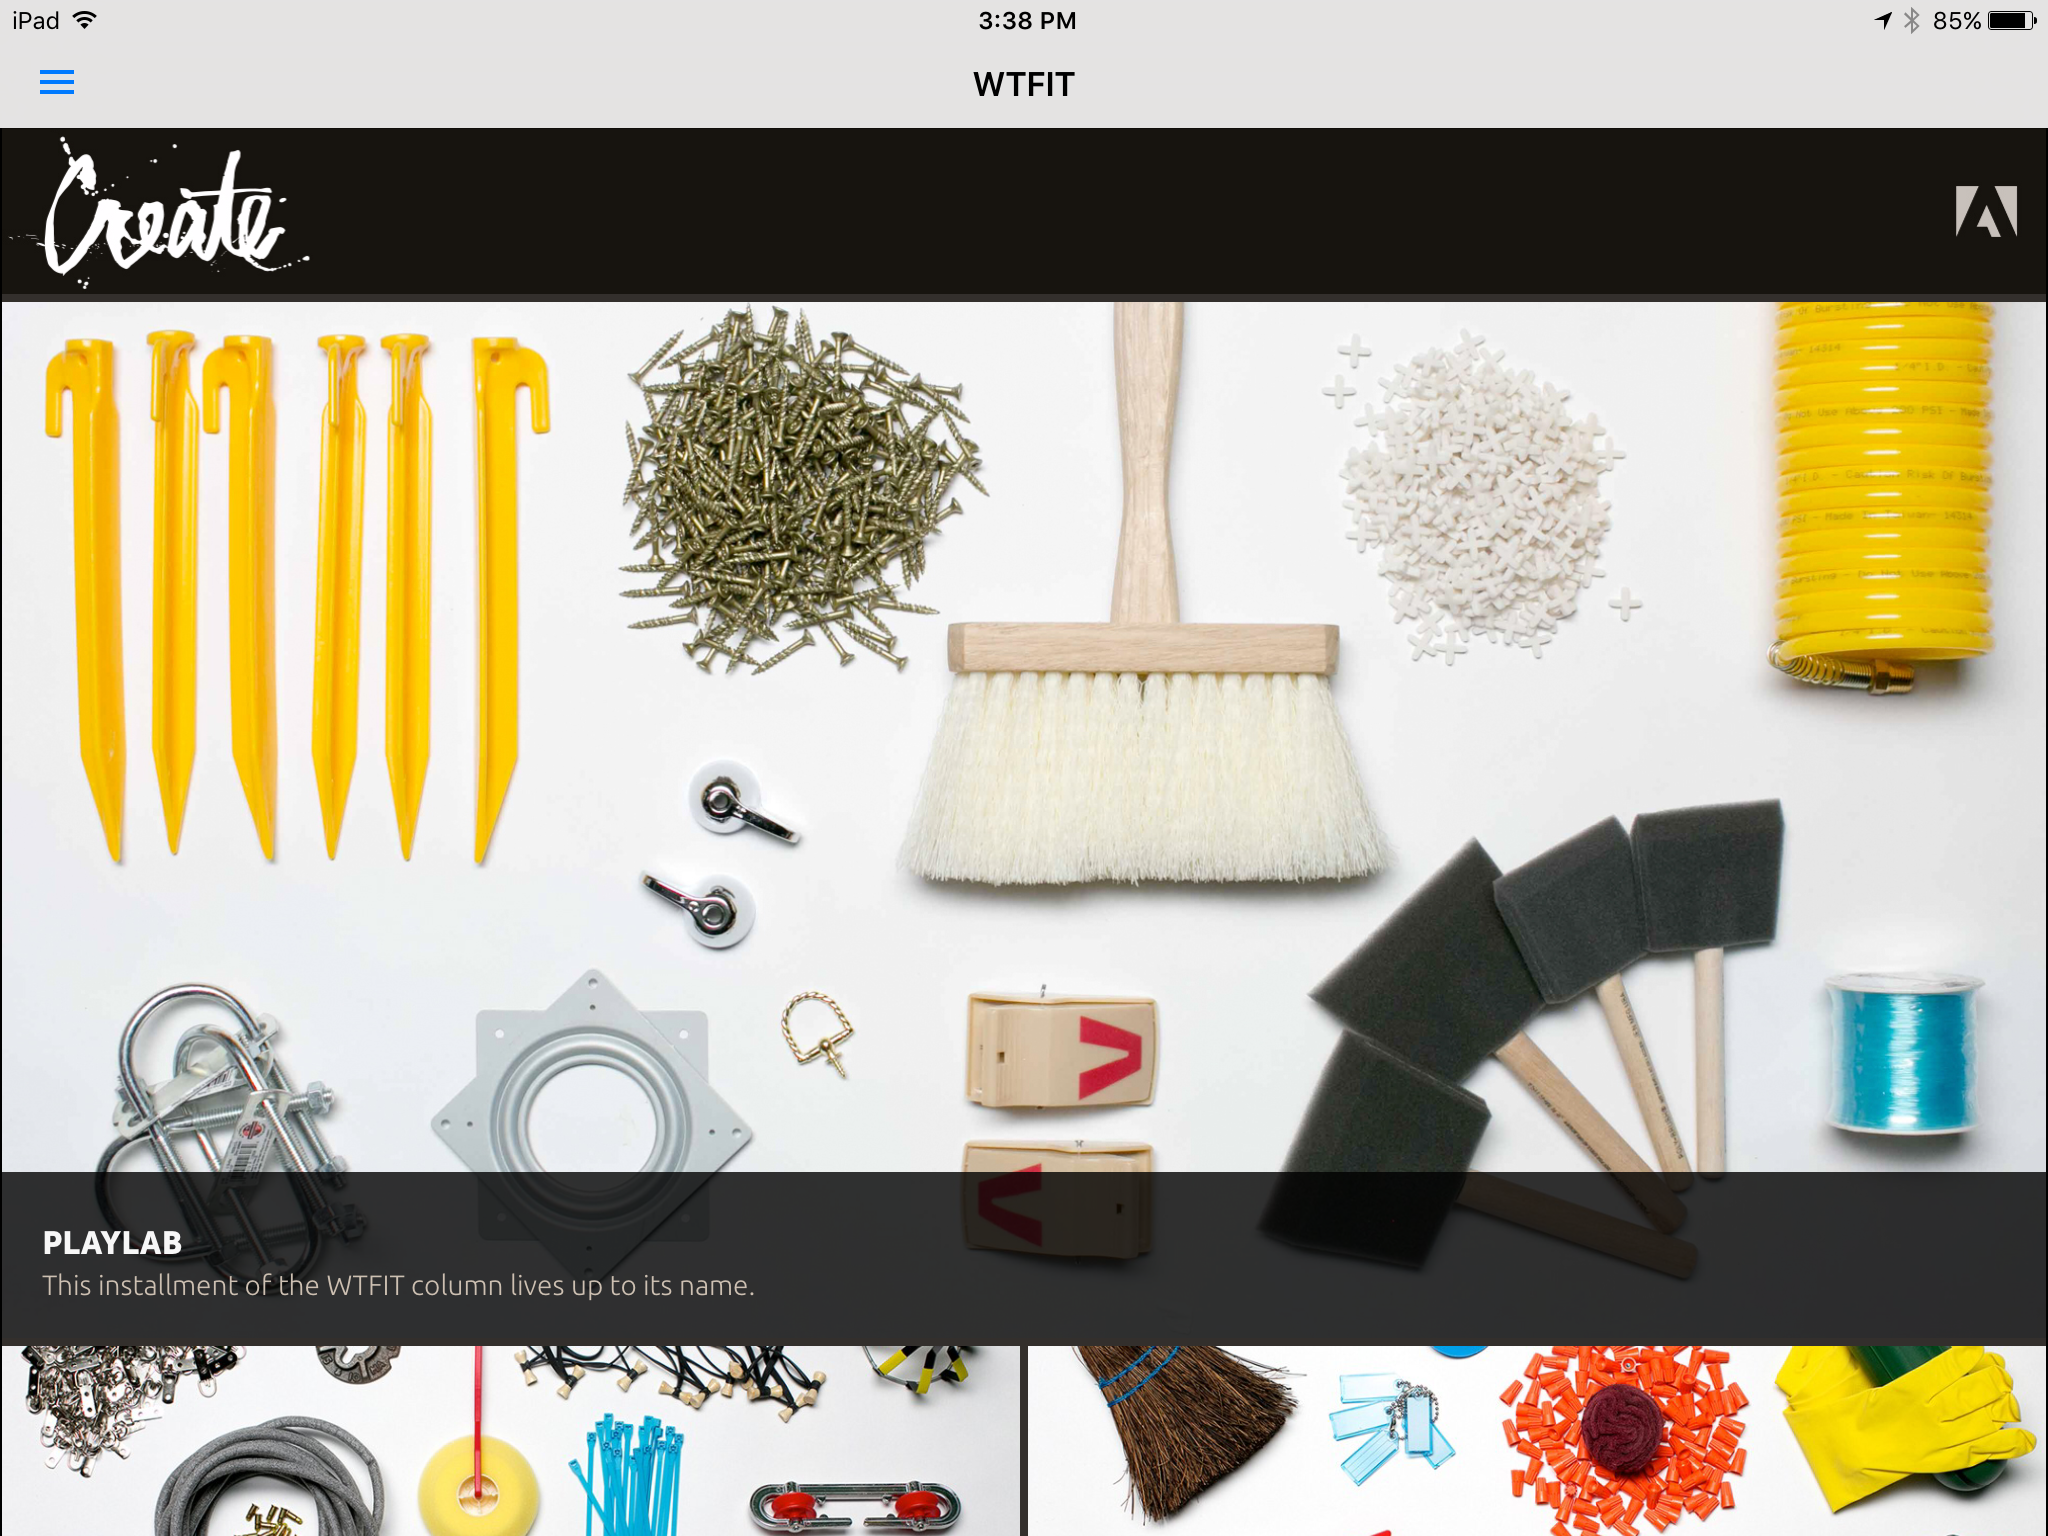 iPad
3:38 PM
85%
WTFIT
Create
PLAYLAB
This installment of the WTFIT column lives up to its name.